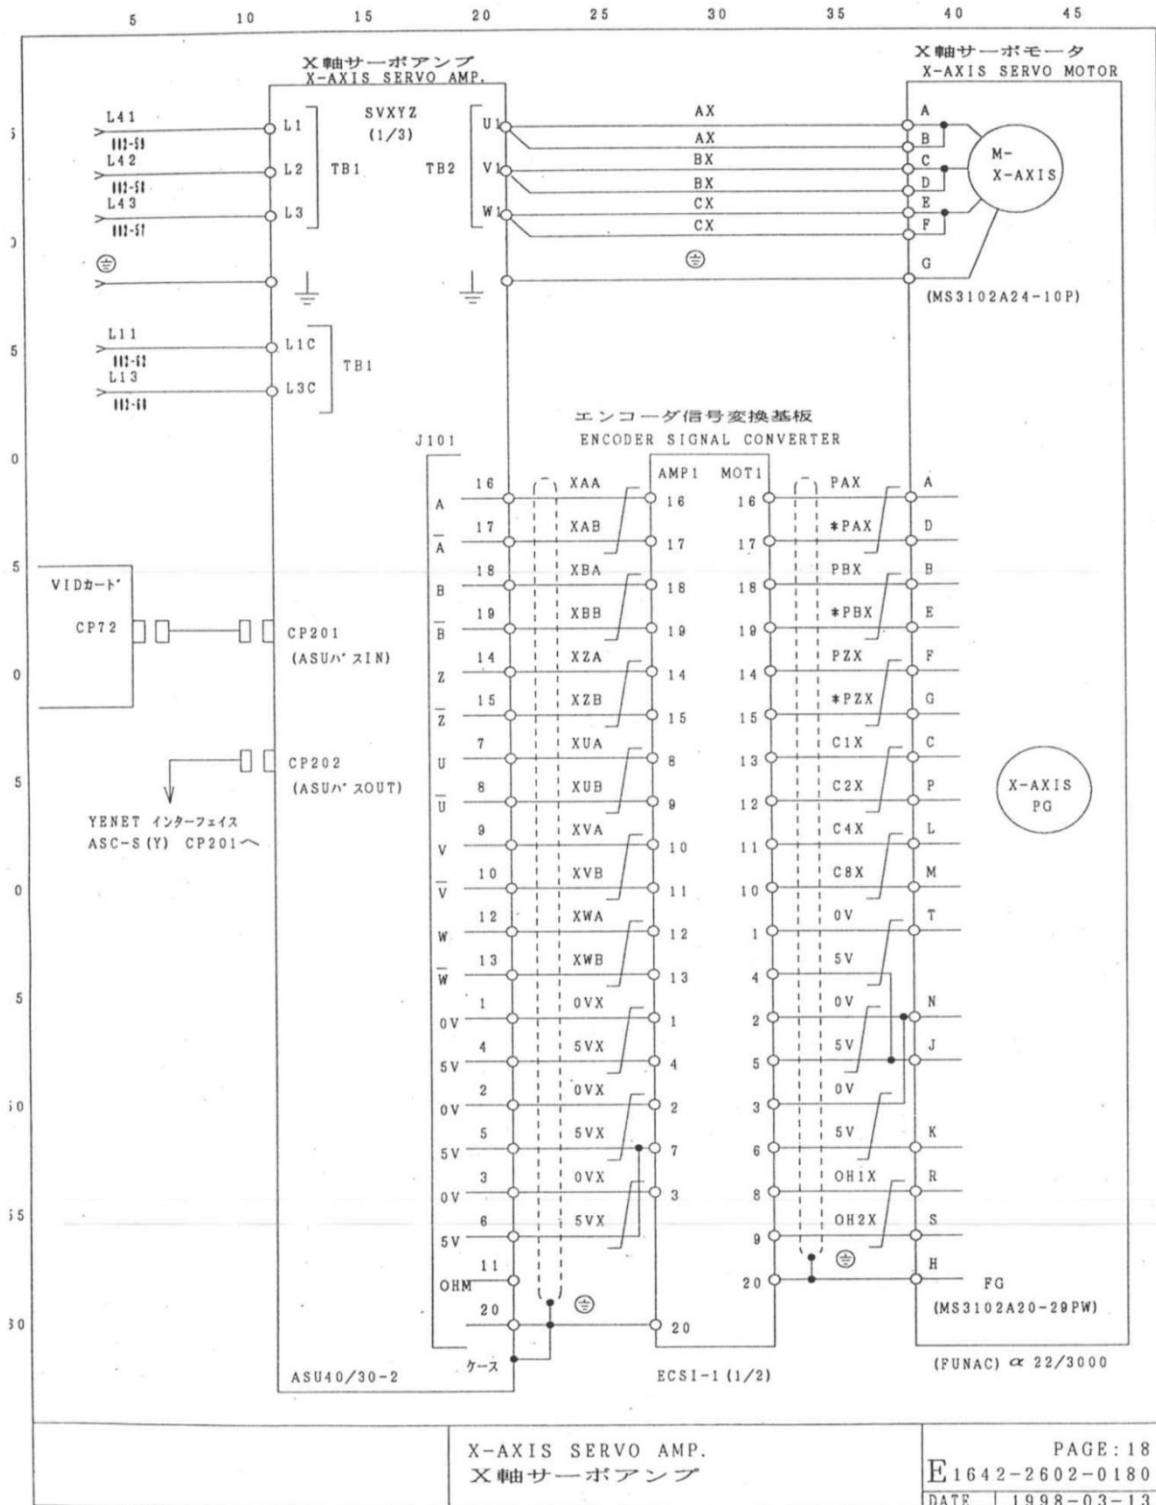 5 10 15 20 25 30 35 40 45
X軸サーボアンプ
X-AXIS SERVO AMP.
X軸サーボモータ
X-AXIS SERVO MOTOR
SVXYZ
(1/3)
L41
002-59
L1
L42
002-58
L2
TB1
L43
002-57
L3
TB2
U1
V1
W1
AX
AX
BX
BX
CX
CX
A
B
C
D
E
F
G
M-
X-AXIS
(MS3102A24-10P)
L11
002-62
L1C
L13
002-60
L3C
TB1
エンコーダ信号変換基板
ENCODER SIGNAL CONVERTER
J101
AMP1 MOT1
A 16 XAA 16 16 PAX A
A 17 XAB 17 17 *PAX D
B 18 XBA 18 18 PBX B
B 19 XBB 19 19 *PBX E
Z 14 XZA 14 14 PZX F
Z 15 XZB 15 15 *PZX G
U 7 XUA 8 13 C1X C
U 8 XUB 9 12 C2X P
V 9 XVA 10 11 C4X L
V 10 XVB 11 10 C8X M
W 12 XWA 12 1 0V T
W 13 XWB 13 4 5V
0V 1 0VX 1 2 0V N
5V 4 5VX 4 5 5V J
0V 2 0VX 2 3 0V
5V 5 5VX 7 6 5V K
0V 3 0VX 3 8 OH1X R
5V 6 5VX 9 OH2X S
OHM 11
20 H
20 20
FG
(MS3102A20-29PW)
ケース
VIDカード
CP72
CP201
(ASUバスIN)
CP202
(ASUバスOUT)
YENET インターフェイス
ASC-S(Y) CP201へ
X-AXIS
PG
ASU40/30-2
ECSI-1(1/2)
(FUNAC) α 22/3000
X-AXIS SERVO AMP.
X軸サーボアンプ
PAGE:18
E1642-2602-0180
DATE 1998-03-13